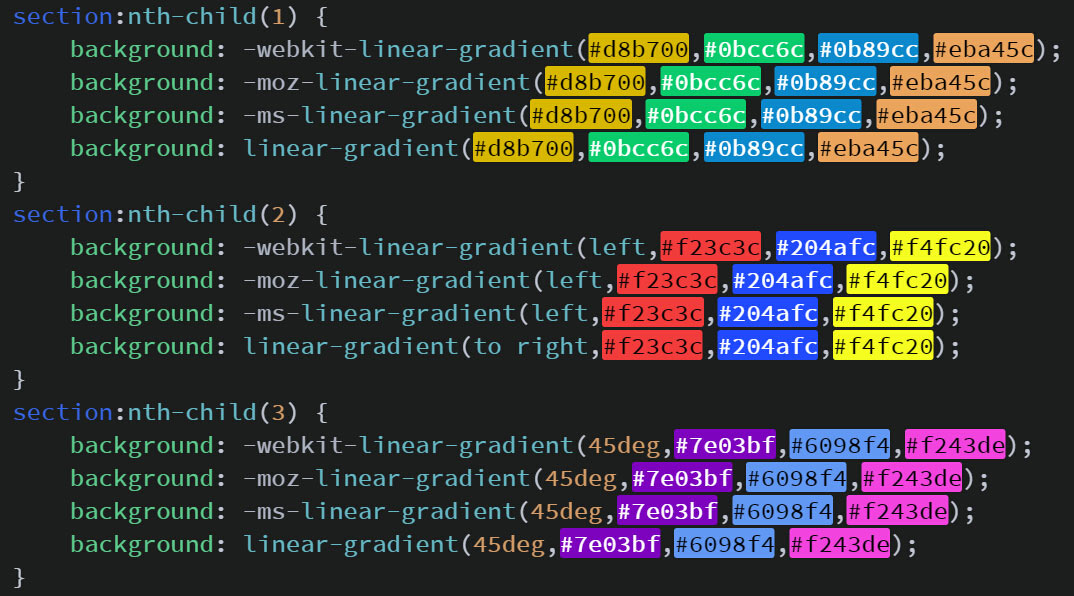 section:nth-child(1) {
    background: -webkit-linear-gradient(#d8b700,#0bcc6c,#0b89cc,#eba45c);
    background: -moz-linear-gradient(#d8b700,#0bcc6c,#0b89cc,#eba45c);
    background: -ms-linear-gradient(#d8b700,#0bcc6c,#0b89cc,#eba45c);
    background: linear-gradient(#d8b700,#0bcc6c,#0b89cc,#eba45c);
}
section:nth-child(2) {
    background: -webkit-linear-gradient(left,#f23c3c,#204afc,#f4fc20);
    background: -moz-linear-gradient(left,#f23c3c,#204afc,#f4fc20);
    background: -ms-linear-gradient(left,#f23c3c,#204afc,#f4fc20);
    background: linear-gradient(to right,#f23c3c,#204afc,#f4fc20);
}
section:nth-child(3) {
    background: -webkit-linear-gradient(45deg,#7e03bf,#6098f4,#f243de);
    background: -moz-linear-gradient(45deg,#7e03bf,#6098f4,#f243de);
    background: -ms-linear-gradient(45deg,#7e03bf,#6098f4,#f243de);
    background: linear-gradient(45deg,#7e03bf,#6098f4,#f243de);
}